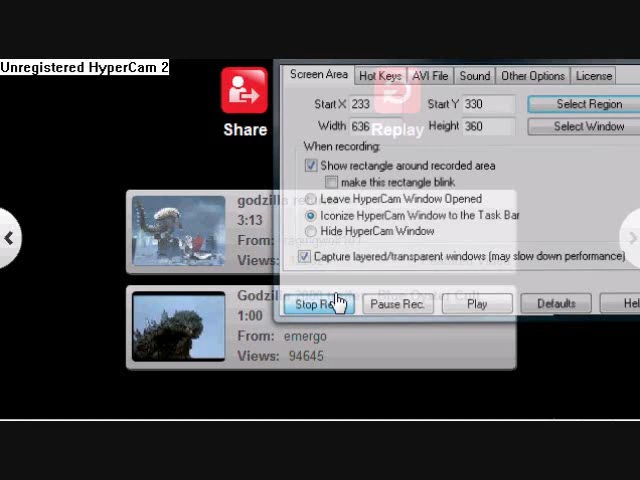 Unregistered HyperCam 2
Screen Area Hot Keys AVI File Sound Other Options License
Start X 233 Start Y 330 Select Region
Width 636 Height 360 Select Window
Share Replay
When recording:
Show rectangle around recorded area
make this rectangle blink
Leave HyperCam Window Opened
Iconize HyperCam Window to the Task Bar
Hide HyperCam Window
Capture layered/transparent windows (may slow down performance)
Stop Pause Rec. Play Defaults Hel
godzilla
3:13
From:
Views:
1:00
From: emergo
Views: 94645